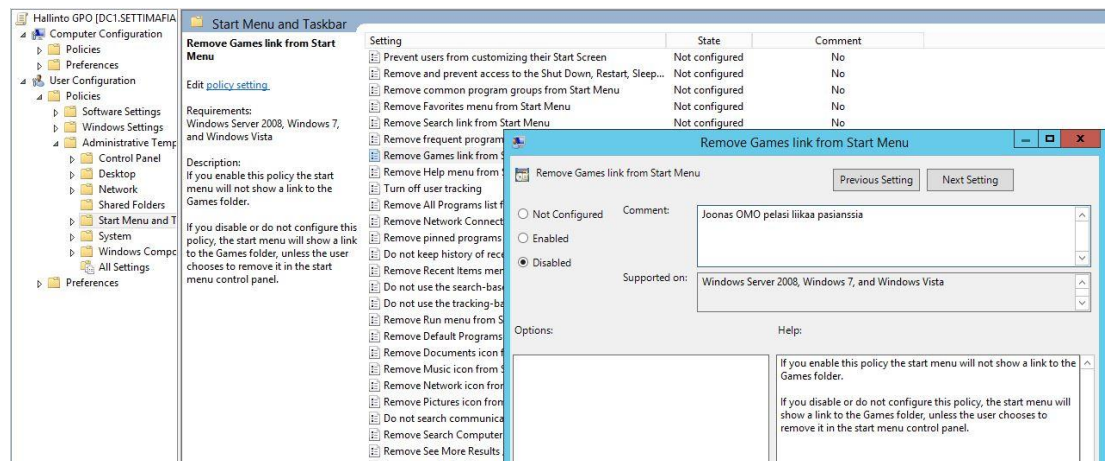 Hallinto GPO [DC1.SETTIMAFIA
Computer Configuration
Policies
Preferences
User Configuration
Policies
Software Settings
Windows Settings
Administrative Temp
Control Panel
Desktop
Network
Shared Folders
Start Menu and T
System
Windows Compc
All Settings
Preferences
Start Menu and Taskbar
Remove Games link from Start
Menu
Edit policy setting
Requirements:
Windows Server 2008, Windows 7,
and Windows Vista
Description:
If you enable this policy the start
menu will not show a link to the
Games folder.
If you disable or do not configure this
policy, the start menu will show a link
to the Games folder, unless the user
chooses to remove it in the start
menu control panel.
Setting State Comment
Prevent users from customizing their Start Screen Not configured No
Remove and prevent access to the Shut Down, Restart, Sleep... Not configured No
Remove common program groups from Start Menu Not configured No
Remove Favorites menu from Start Menu Not configured No
Remove Search link from Start Menu Not configured No
Remove frequent program
Remove Games link from S
Remove Help menu from S
Turn off user tracking
Remove All Programs list f
Remove Network Connect
Remove pinned programs
Do not keep history of rece
Remove Recent Items mer
Do not use the search-base
Do not use the tracking-ba
Remove Run menu from S
Remove Default Programs
Remove Documents icon f
Remove Music icon from S
Remove Network icon fror
Remove Pictures icon from
Do not search communica
Remove Search Computer
Remove See More Results
Remove Games link from Start Menu
Remove Games link from Start Menu
Previous Setting Next Setting
Not Configured
Enabled
Disabled
Comment: Joonas OMO pelasi liikaa pasianssia
Supported on: Windows Server 2008, Windows 7, and Windows Vista
Options: Help:
If you enable this policy the start menu will not show a link to the
Games folder.
If you disable or do not configure this policy, the start menu will
show a link to the Games folder, unless the user chooses to
remove it in the start menu control panel.